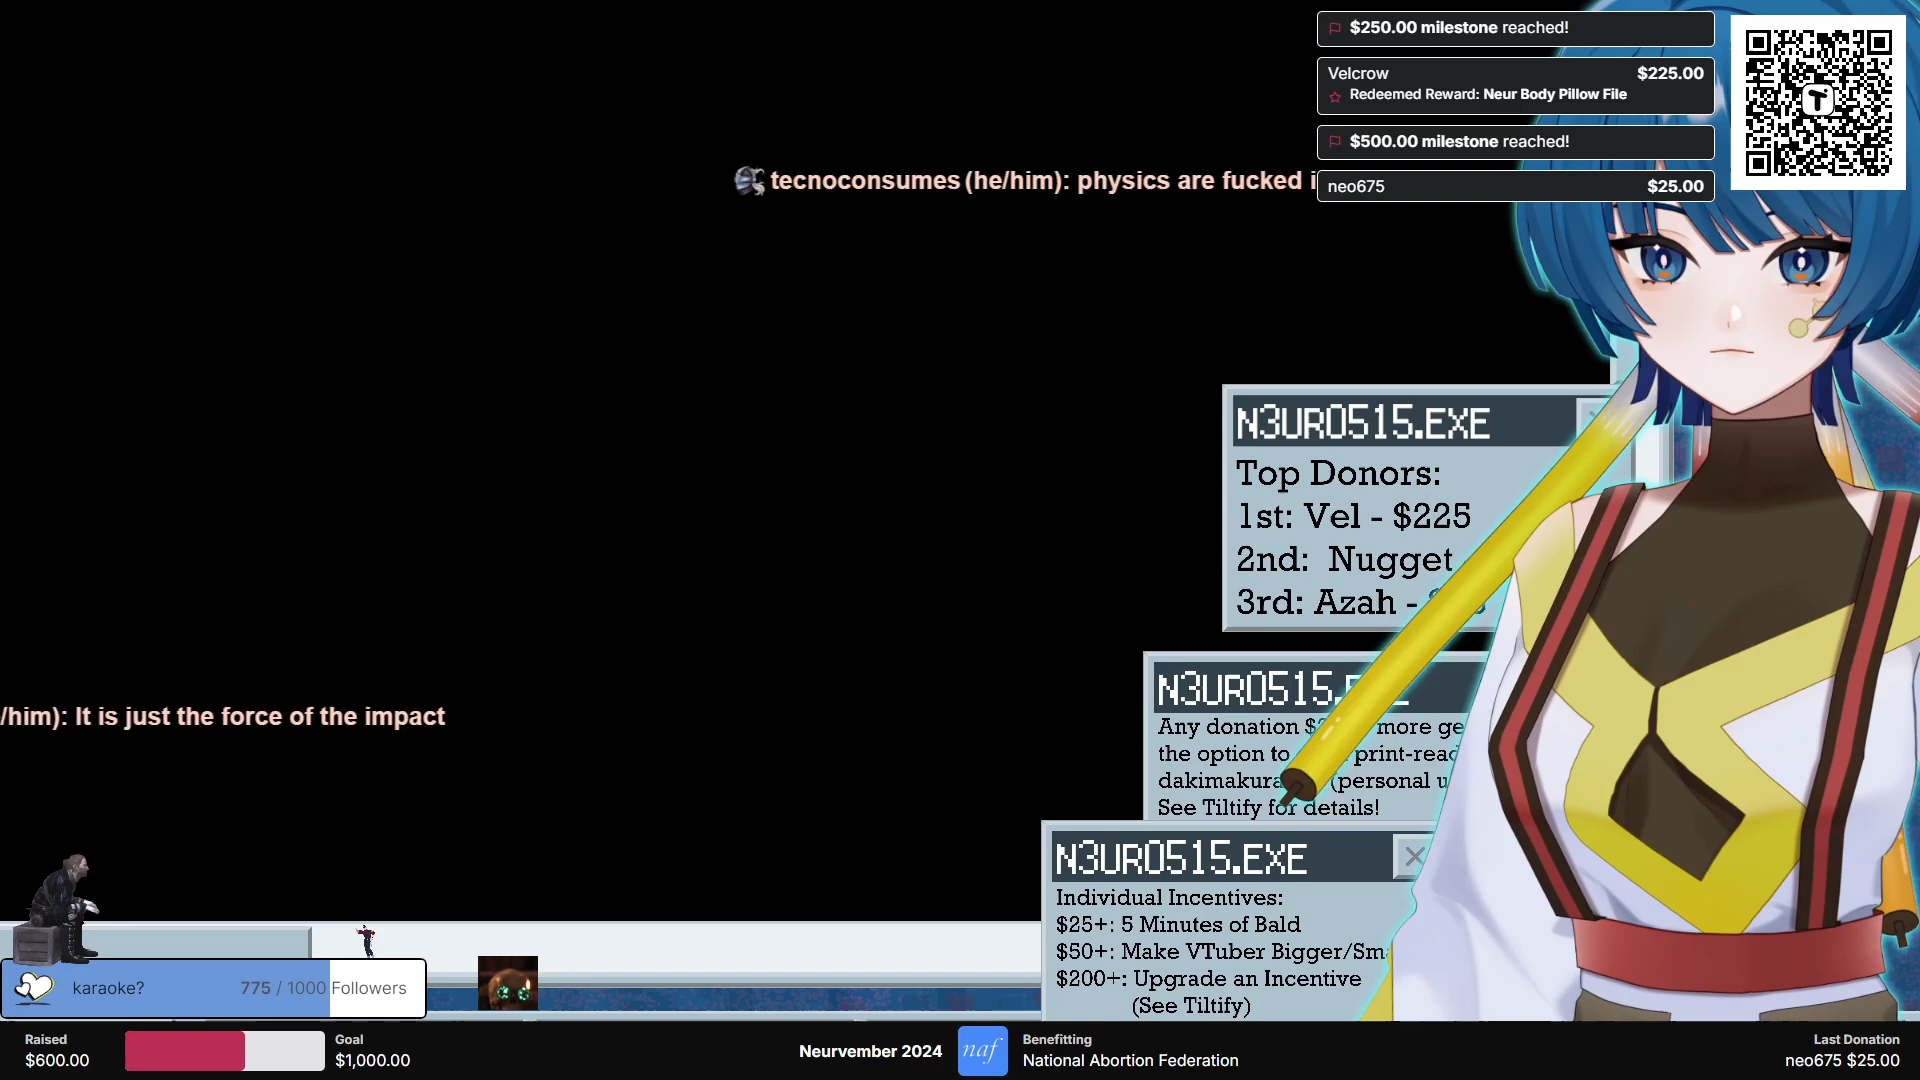 $250.00 milestone reached!
Velcrow $225.00
Redeemed Reward: Neur Body Pillow File
$500.00 milestone reached!
neo675 $25.00
tecnoconsumes (he/him): physics are fucked
N3UR0515.EXE
Top Donors:
1st: Vel - $225
2nd: Nugget
3rd: Azah -
N3UR0515.
Any donation more
the option to
dakimakura (personal
See Tiltify for details!
/him): It is just the force of the impact
N3UR0515.EXE
Individual Incentives:
$25+: 5 Minutes of Bald
$50+: Make VTuber Bigger/Sm
$200+: Upgrade an Incentive
(See Tiltify)
karaoke? 775 / 1000 Followers
Raised
$600.00
Goal
$1,000.00
Neurvember 2024
naf
Benefitting
National Abortion Federation
Last Donation
neo675 $25.00